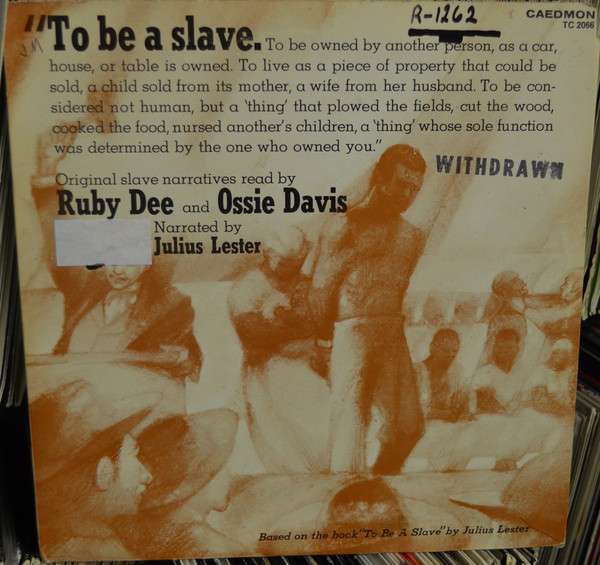 R-1262
CAEDMON
TC 2066
"To be a slave. To be owned by another person, as a car,
house, or table is owned. To live as a piece of property that could be
sold, a child sold from its mother, a wife from her husband. To be con-
sidered not human, but a 'thing' that plowed the fields, cut the wood,
cooked the food, nursed another's children, a 'thing' whose sole function
was determined by the one who owned you."
WITHDRAWN
Original slave narratives read by
Ruby Dee and Ossie Davis
Narrated by
Julius Lester
Based on the book "To Be A Slave" by Julius Lester